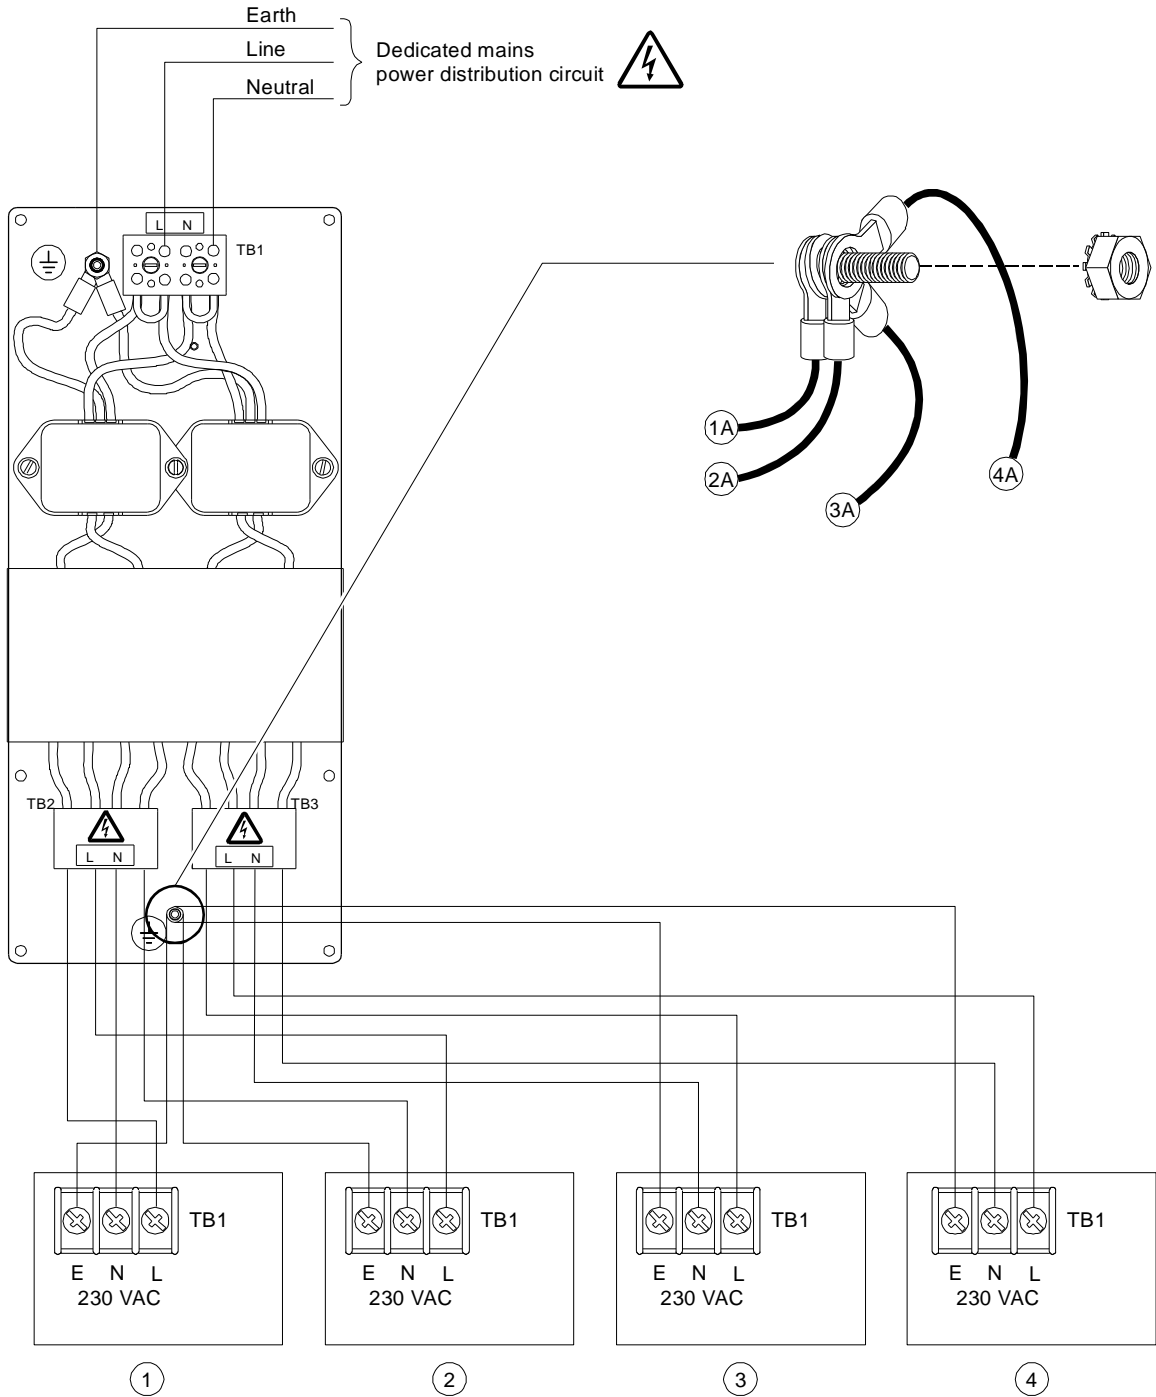 Earth
Line
Neutral
Dedicated mains
power distribution circuit
L N
TB1
1A
2A
3A
4A
TB2
TB3
L N
L N
TB1
E N L
230 VAC
TB1
E N L
230 VAC
TB1
E N L
230 VAC
TB1
E N L
230 VAC
1
2
3
4